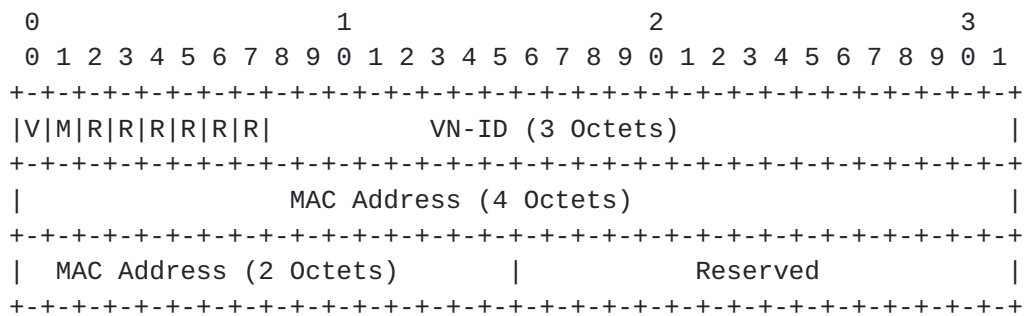 0                   1                   2                   3
 0 1 2 3 4 5 6 7 8 9 0 1 2 3 4 5 6 7 8 9 0 1 2 3 4 5 6 7 8 9 0 1
+-+-+-+-+-+-+-+-+-+-+-+-+-+-+-+-+-+-+-+-+-+-+-+-+-+-+-+-+-+-+-+-+
|V|M|R|R|R|R|R|R|          VN-ID (3 Octets)                     |
+-+-+-+-+-+-+-+-+-+-+-+-+-+-+-+-+-+-+-+-+-+-+-+-+-+-+-+-+-+-+-+-+
|                 MAC Address (4 Octets)                        |
+-+-+-+-+-+-+-+-+-+-+-+-+-+-+-+-+-+-+-+-+-+-+-+-+-+-+-+-+-+-+-+-+
|  MAC Address (2 Octets)       |           Reserved            |
+-+-+-+-+-+-+-+-+-+-+-+-+-+-+-+-+-+-+-+-+-+-+-+-+-+-+-+-+-+-+-+-+